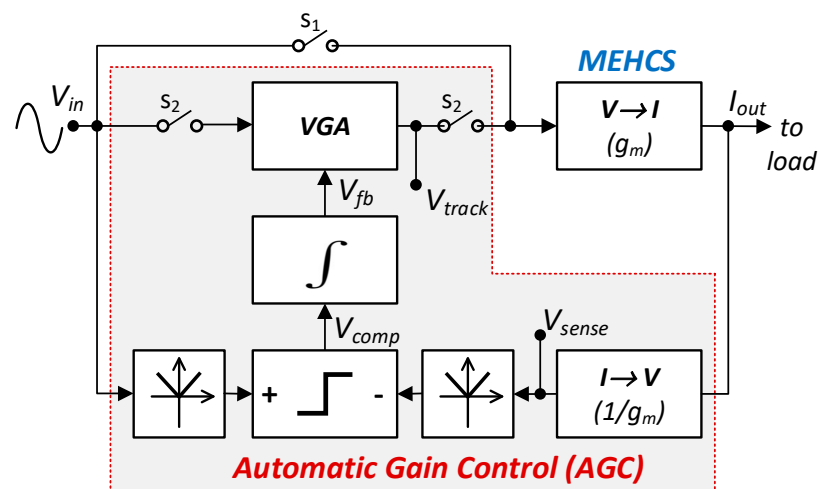 s1
MEHCS
Vin
s2
VGA
s2
V→I
(gm)
Iout
to
load
Vfb
Vtrack
∫
Vcomp
Vsense
+
-
I→V
(1/gm)
Automatic Gain Control (AGC)